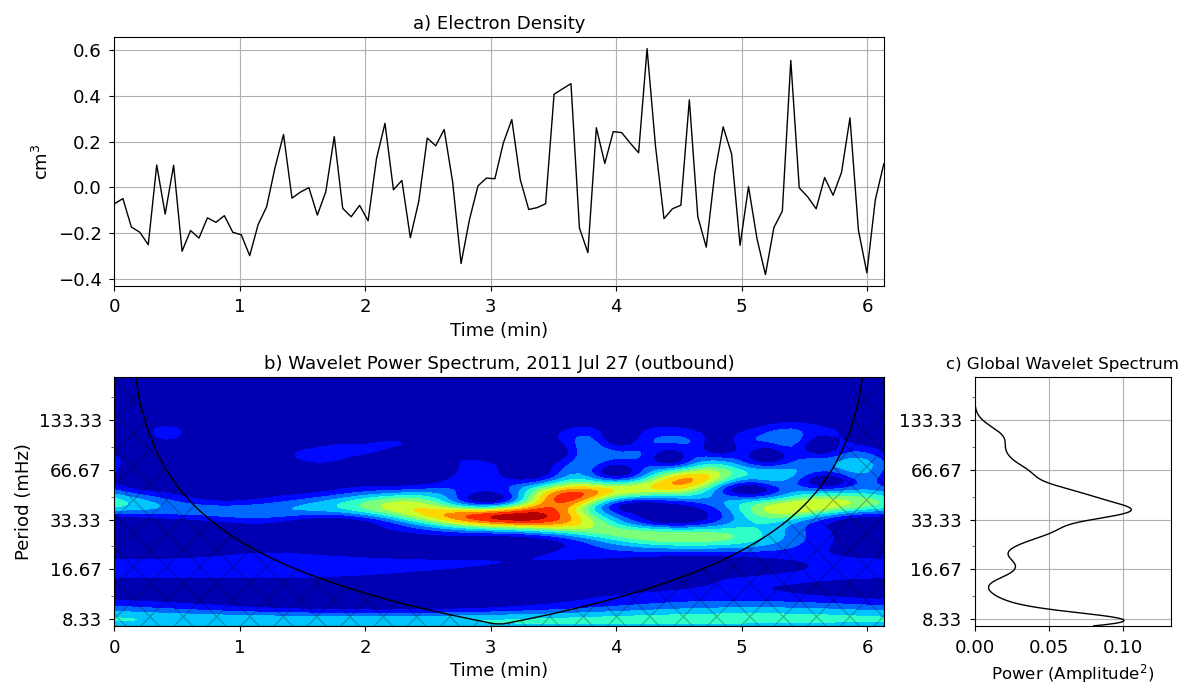 a) Electron Density
cm³
0.6
0.4
0.2
0.0
−0.2
−0.4
0 1 2 3 4 5 6
Time (min)
b) Wavelet Power Spectrum, 2011 Jul 27 (outbound)
Period (mHz)
133.33
66.67
33.33
16.67
8.33
0 1 2 3 4 5 6
Time (min)
c) Global Wavelet Spectrum
133.33
66.67
33.33
16.67
8.33
0.00 0.05 0.10
Power (Amplitude²)